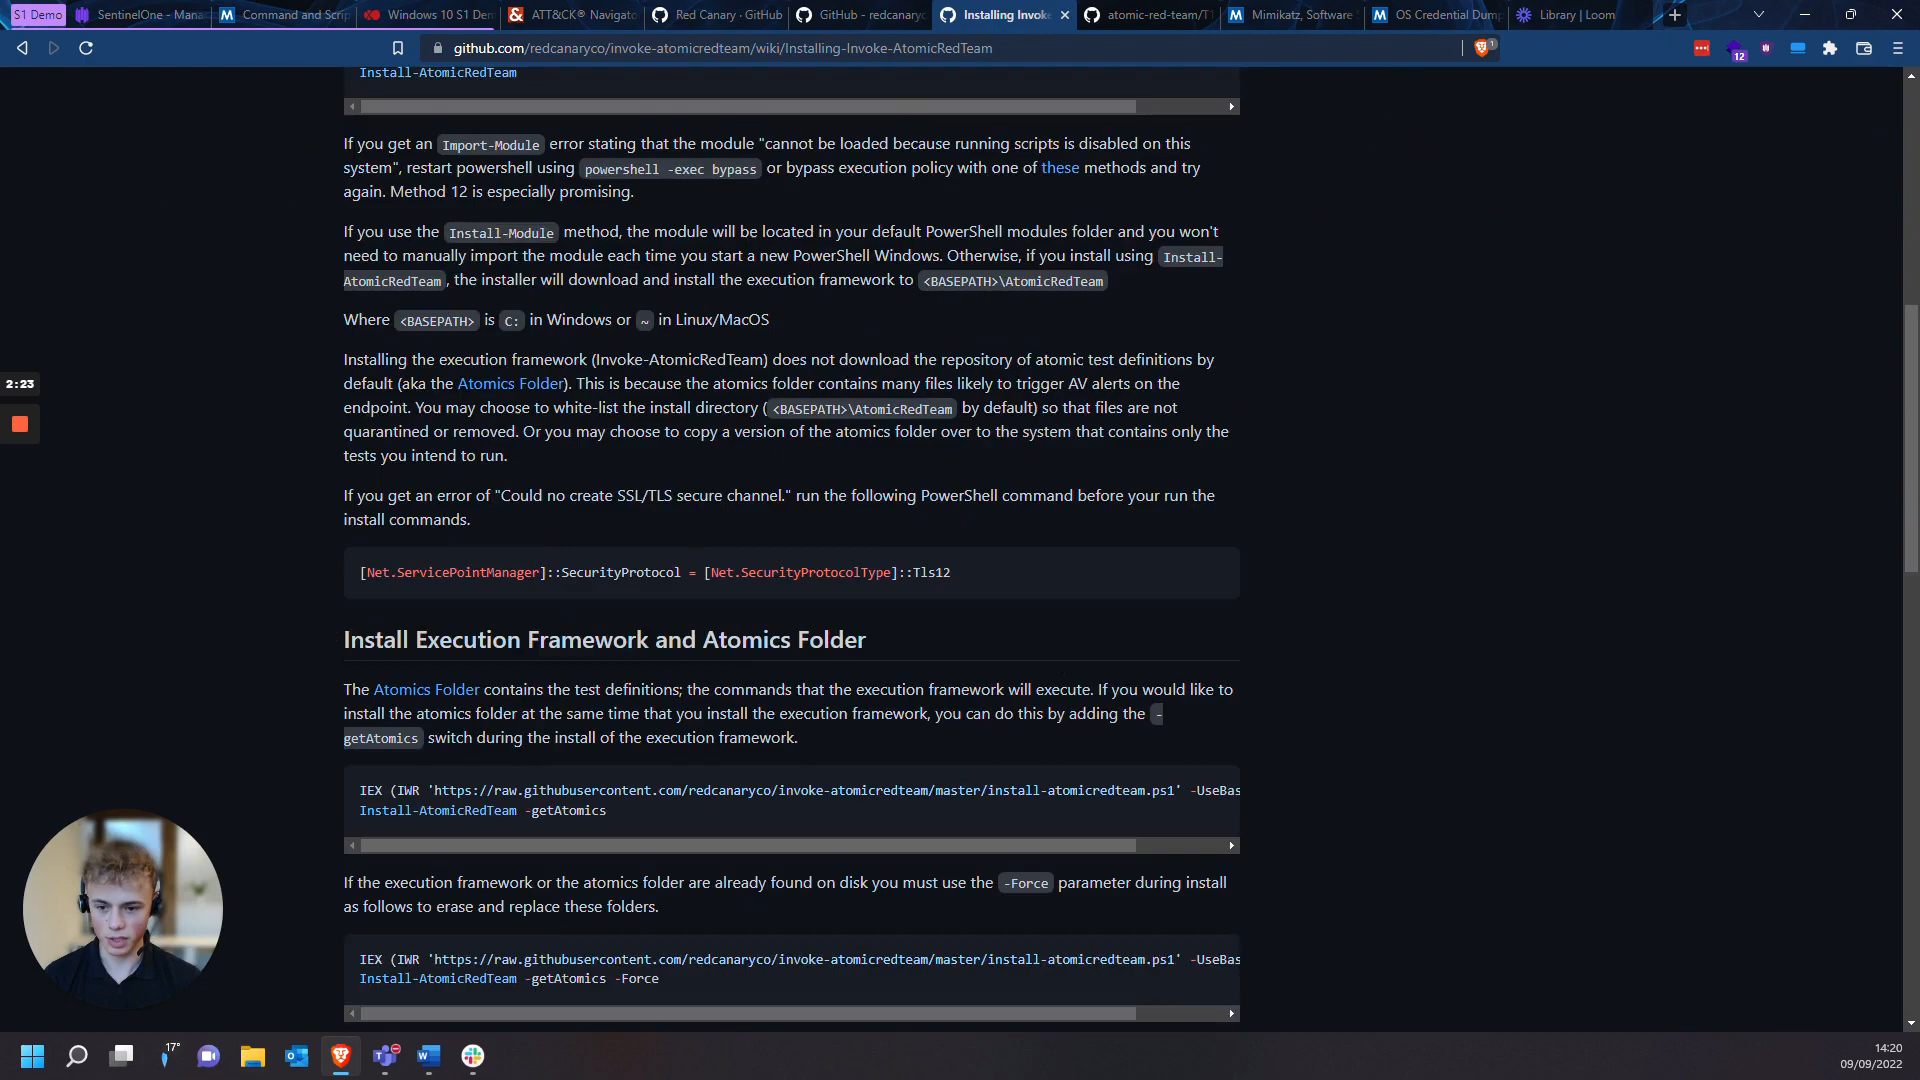 S1 Demo
SentinelOne - Mana
Command and Scrip
Windows 10 S1 Dem
ATT&CK® Navigato
Red Canary · GitHub
GitHub - redcanaryc
Installing Invoke
atomic-red-team/T1
Mimikatz, Software
OS Credential Dump
Library | Loom
github.com/redcanaryco/invoke-atomicredteam/wiki/Installing-Invoke-AtomicRedTeam
1
12
Install-AtomicRedTeam
If you get an Import-Module error stating that the module "cannot be loaded because running scripts is disabled on this
system", restart powershell using powershell -exec bypass or bypass execution policy with one of these methods and try
again. Method 12 is especially promising.
If you use the Install-Module method, the module will be located in your default PowerShell modules folder and you won't
need to manually import the module each time you start a new PowerShell Windows. Otherwise, if you install using Install-
AtomicRedTeam , the installer will download and install the execution framework to <BASEPATH>\AtomicRedTeam
Where <BASEPATH> is C: in Windows or ~ in Linux/MacOS
Installing the execution framework (Invoke-AtomicRedTeam) does not download the repository of atomic test definitions by
default (aka the Atomics Folder). This is because the atomics folder contains many files likely to trigger AV alerts on the
endpoint. You may choose to white-list the install directory ( <BASEPATH>\AtomicRedTeam by default) so that files are not
quarantined or removed. Or you may choose to copy a version of the atomics folder over to the system that contains only the
tests you intend to run.
If you get an error of "Could no create SSL/TLS secure channel." run the following PowerShell command before your run the
install commands.
[Net.ServicePointManager]::SecurityProtocol = [Net.SecurityProtocolType]::Tls12
Install Execution Framework and Atomics Folder
The Atomics Folder contains the test definitions; the commands that the execution framework will execute. If you would like to
install the atomics folder at the same time that you install the execution framework, you can do this by adding the -
getAtomics switch during the install of the execution framework.
IEX (IWR 'https://raw.githubusercontent.com/redcanaryco/invoke-atomicredteam/master/install-atomicredteam.ps1' -UseBas
Install-AtomicRedTeam -getAtomics
If the execution framework or the atomics folder are already found on disk you must use the -Force parameter during install
as follows to erase and replace these folders.
IEX (IWR 'https://raw.githubusercontent.com/redcanaryco/invoke-atomicredteam/master/install-atomicredteam.ps1' -UseBas
Install-AtomicRedTeam -getAtomics -Force
2:23
17°
14:20
09/09/2022